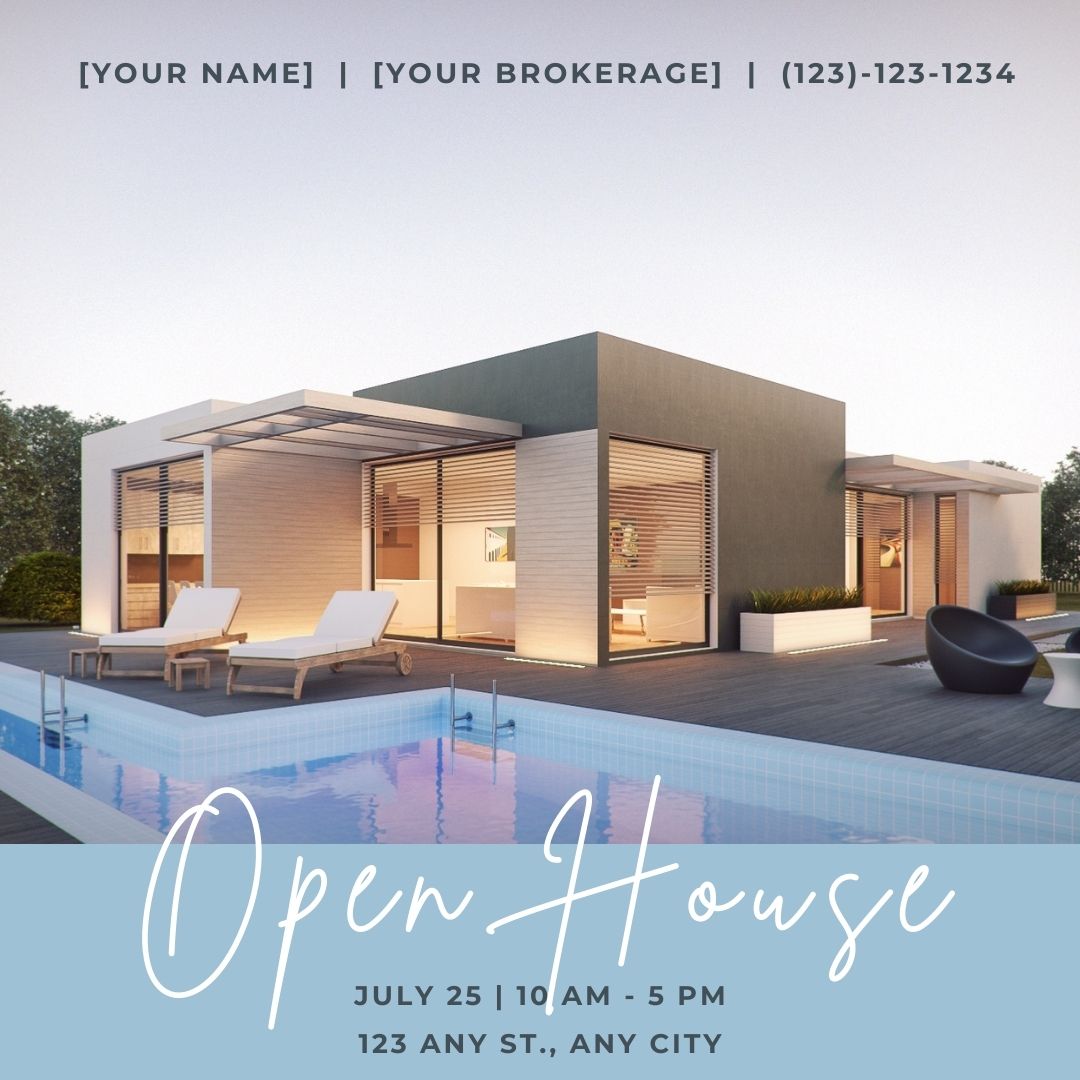 [YOUR NAME] | [YOUR BROKERAGE] | (123)-123-1234
Open House
JULY 25 | 10 AM - 5 PM
123 ANY ST., ANY CITY